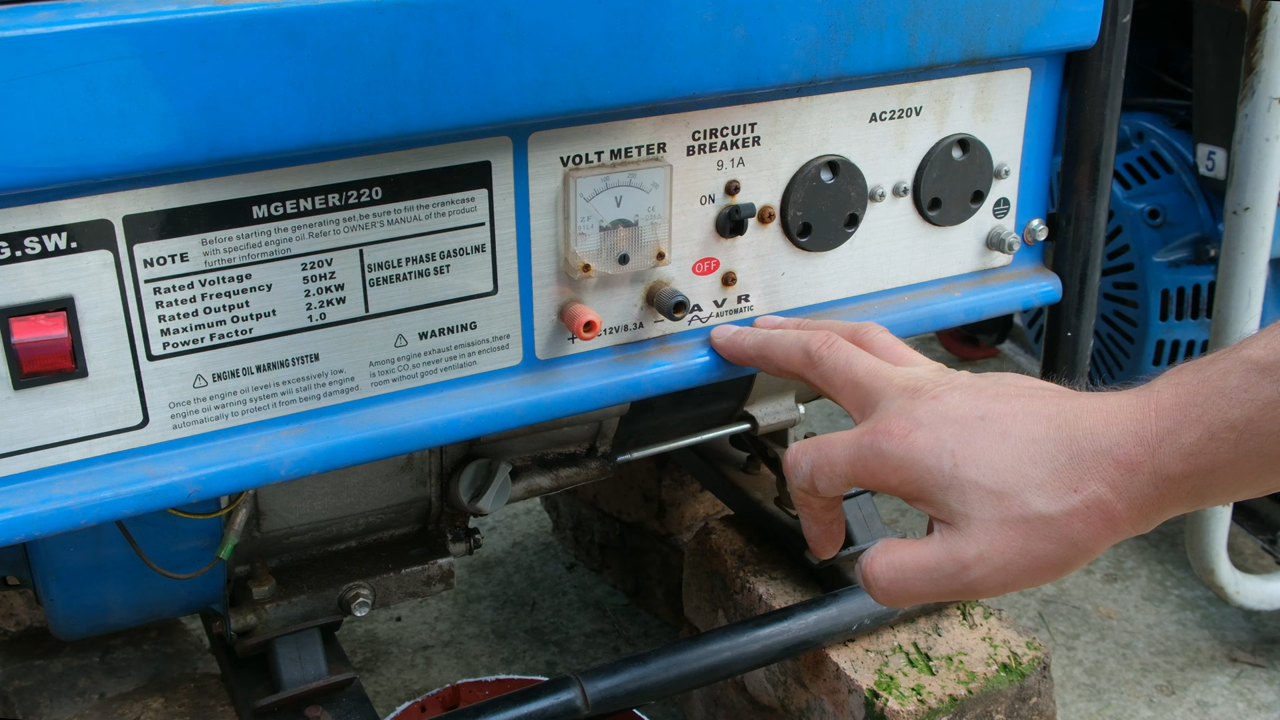 G.SW.
MGENER/220
NOTE
Before starting the generating set,be sure to fill the crankcase
with specified engine oil.Refer to OWNER'S MANUAL of the product
further information
Rated Voltage 220V
Rated Frequency 50HZ
Rated Output 2.0KW
Maximum Output 2.2KW
Power Factor 1.0
SINGLE PHASE GASOLINE
GENERATING SET
ENGINE OIL WARNING SYSTEM
Once the engine oil level is excessively low,
engine oil warning system will stall the engine
automatically to protect it from being damaged.
WARNING
Among engine exhaust emissions,there
is toxic CO,so never use in an enclosed
room without good ventilation.
VOLT METER
100 200 300
V
CIRCUIT
BREAKER
9.1A
ON
OFF
+
12V/8.3A
−
AVR
AUTOMATIC
AC220V
5